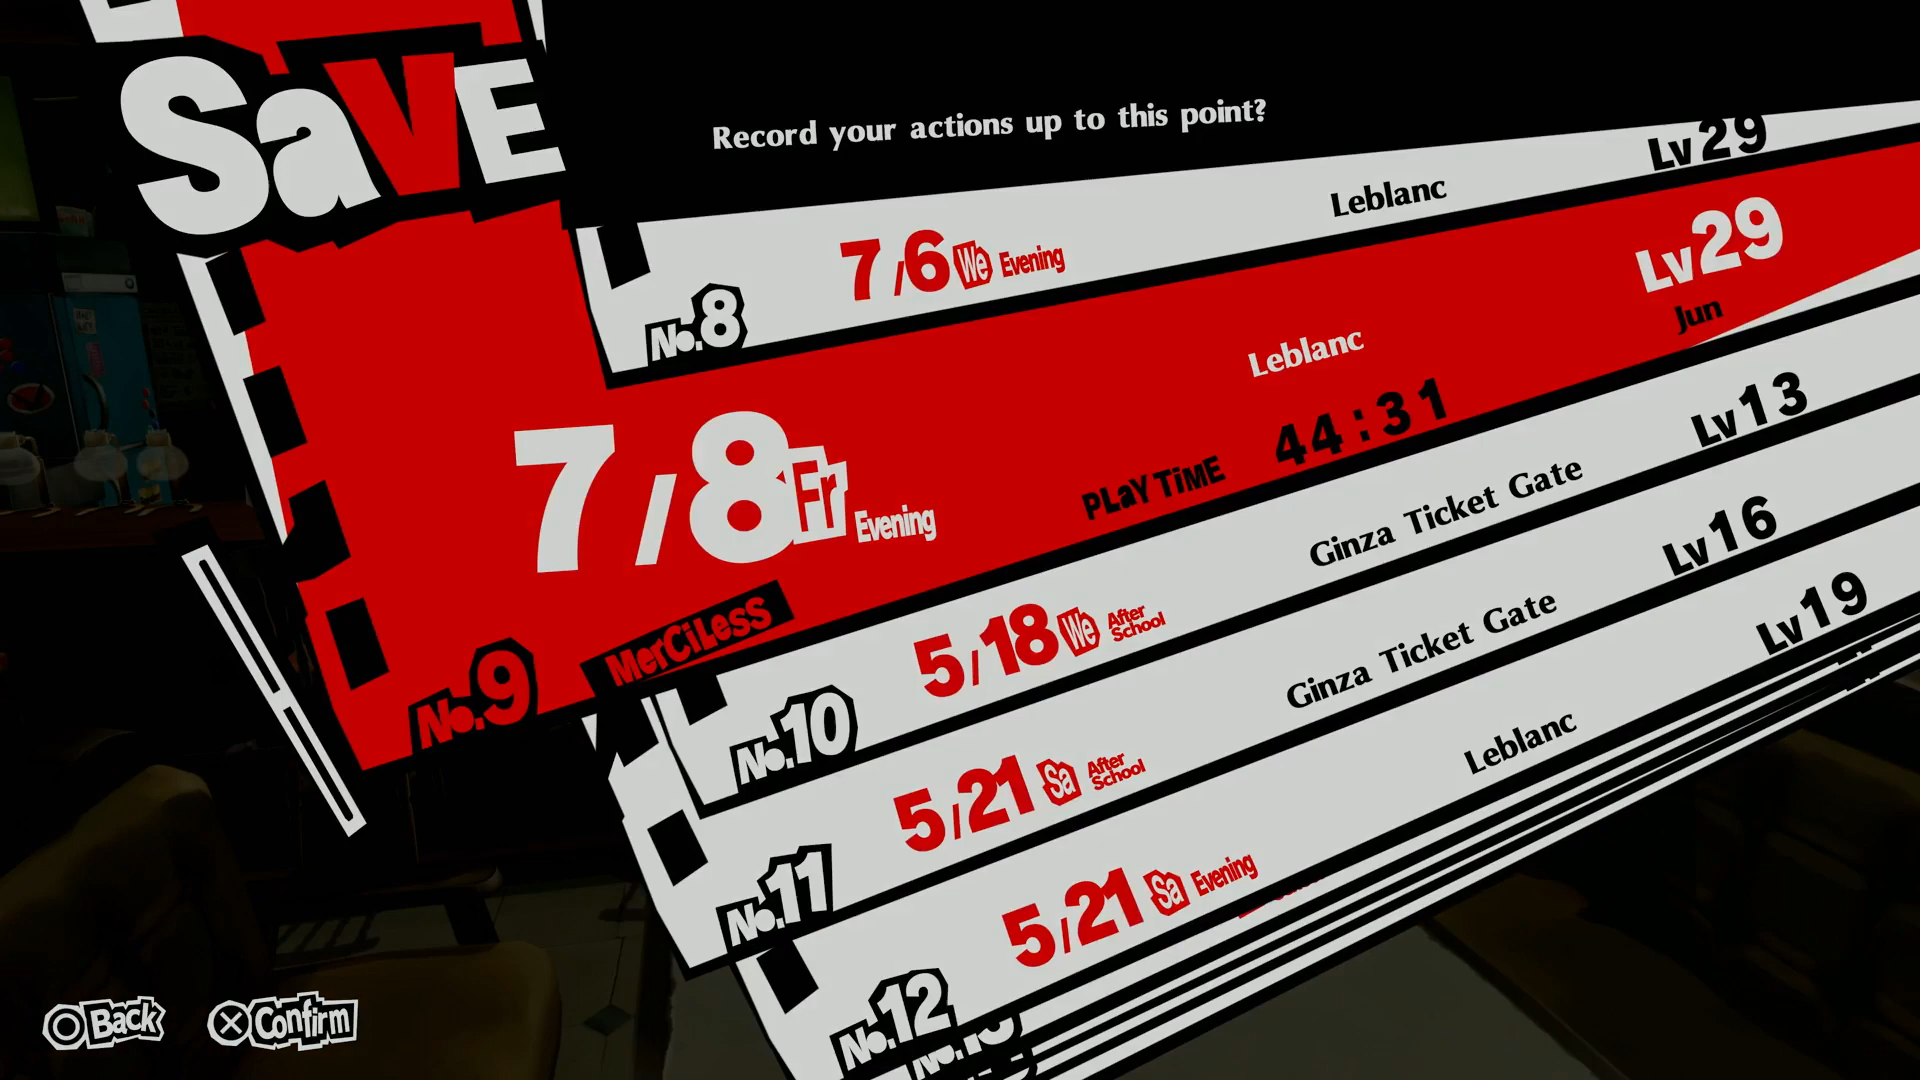 SaVE
Record your actions up to this point?
No.8 7/6 We Evening Leblanc Lv29
No.9 7/8 Fr Evening Leblanc Lv29
Jun
PLaY TiME 44:31
MerCiLesS
No.10 5/18 We After School Ginza Ticket Gate Lv13
No.11 5/21 Sa After School Ginza Ticket Gate Lv16
No.12 5/21 Sa Evening Leblanc Lv19
No.13
Back Confirm